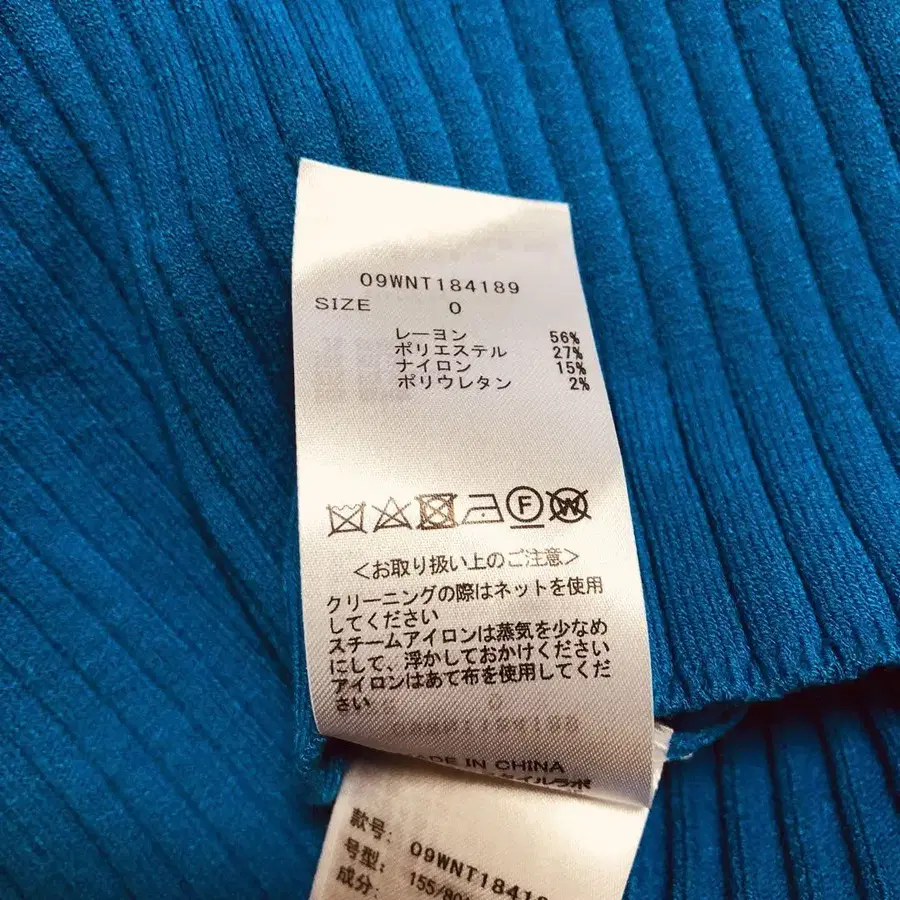 09WNT184189
SIZE 0
レーヨン 56%
ポリエステル 27%
ナイロン 15%
ポリウレタン 2%
F W
<お取り扱い上のご注意>
クリーニングの際はネットを使用
してください
スチームアイロンは蒸気を少なめ
にして、浮かしておかけください
アイロンはあて布を使用してくだ
さい
MADE IN CHINA
款号: 09WNT1841
号型: 155/80
成分: